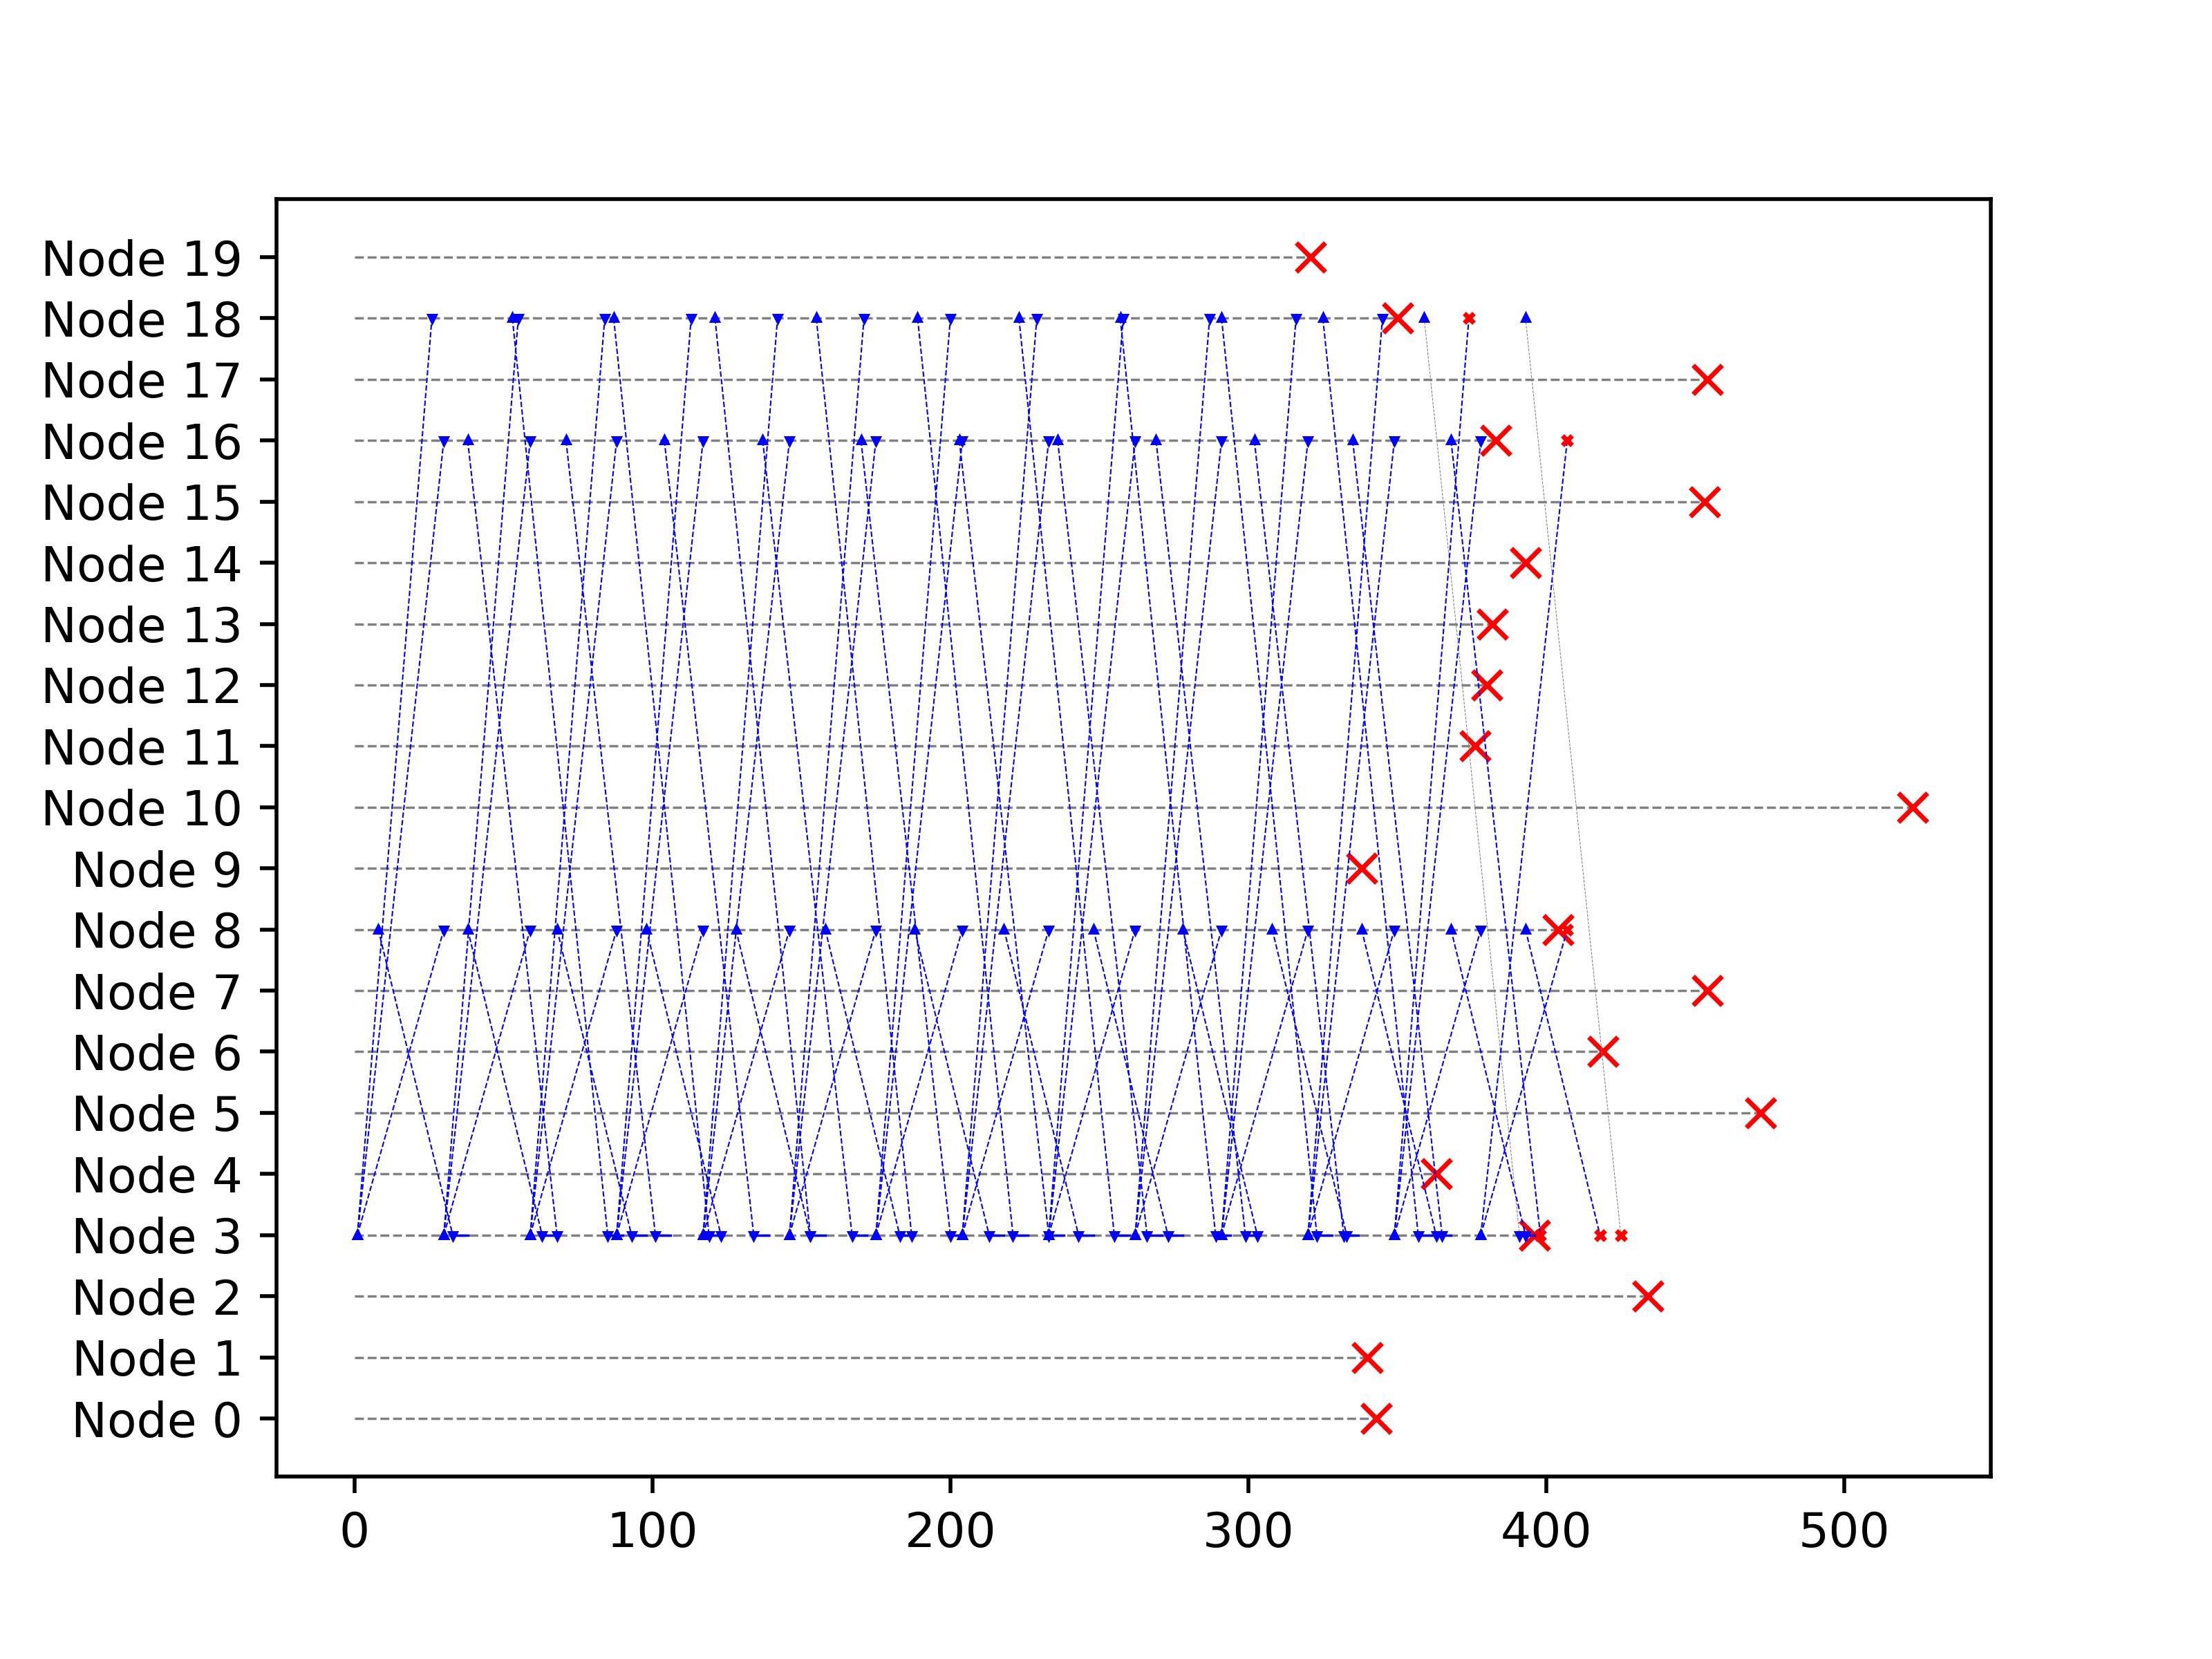 Node 19
Node 18
Node 17
Node 16
Node 15
Node 14
Node 13
Node 12
Node 11
Node 10
Node 9
Node 8
Node 7
Node 6
Node 5
Node 4
Node 3
Node 2
Node 1
Node 0
0 100 200 300 400 500